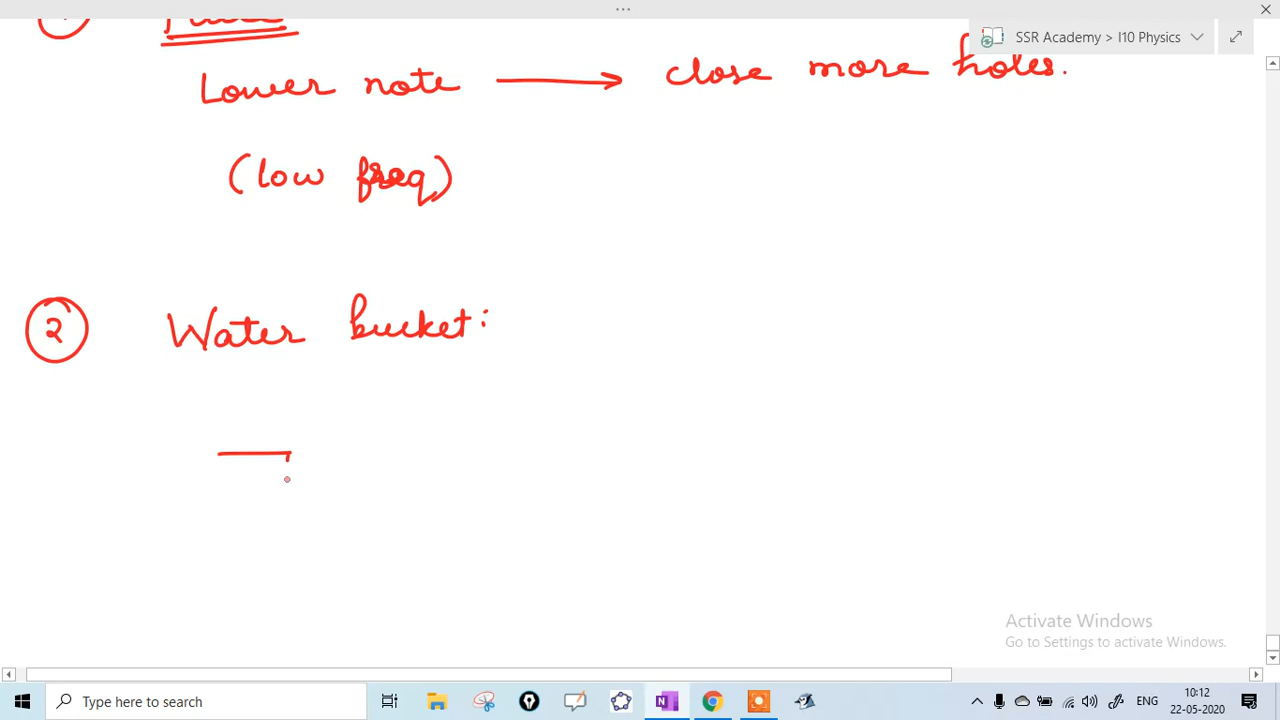 SSR Academy > I10 Physics
Lower note → close more holes.
(low freq)
2 Water bucket:
Activate Windows
Go to Settings to activate Windows.
Type here to search
ENG
10:12
22-05-2020